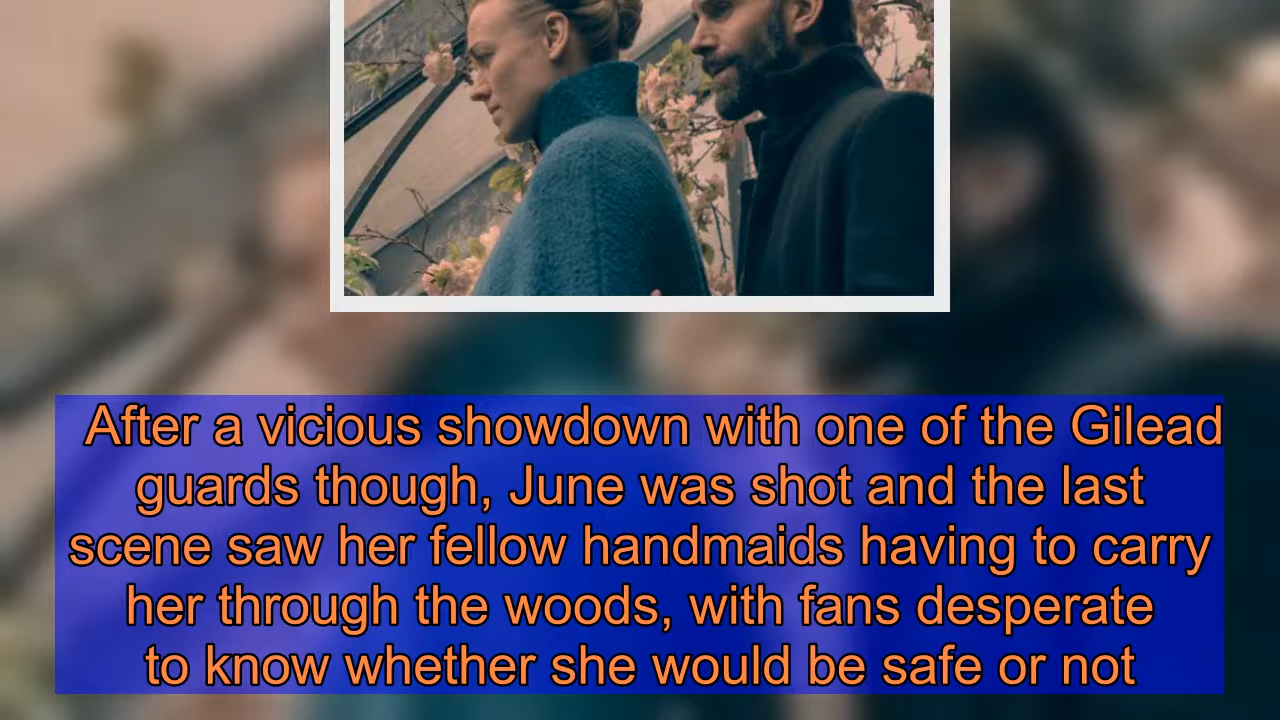 After a vicious showdown with one of the Gilead
guards though, June was shot and the last
scene saw her fellow handmaids having to carry
her through the woods, with fans desperate
to know whether she would be safe or not